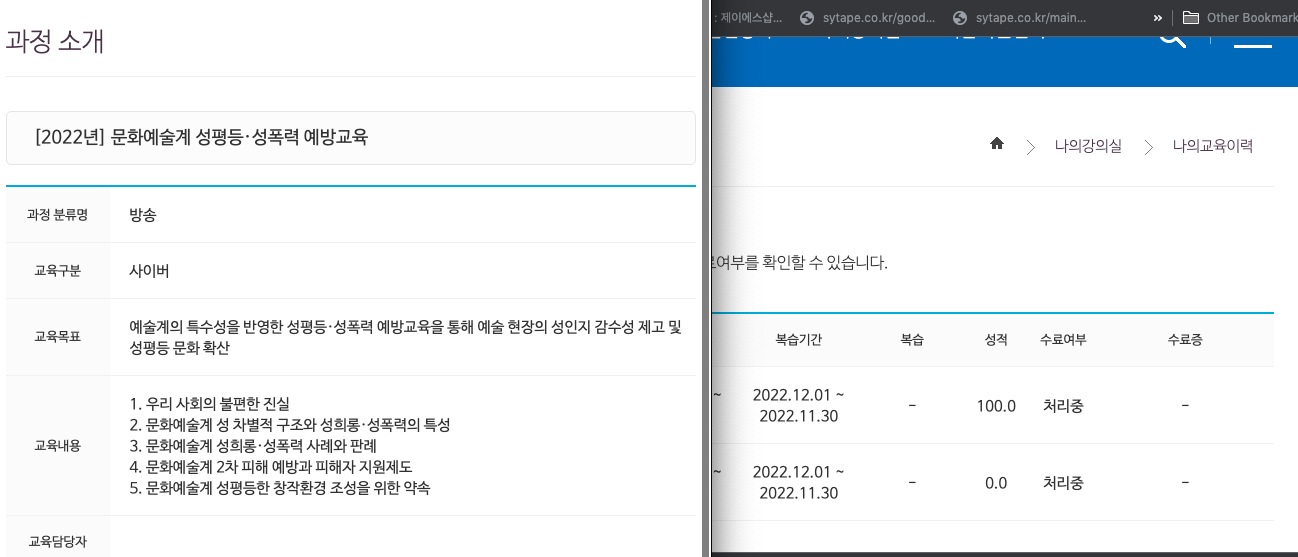 과정 소개
[2022년] 문화예술계 성평등·성폭력 예방교육
과정 분류명
방송
교육구분
사이버
교육목표
예술계의 특수성을 반영한 성평등·성폭력 예방교육을 통해 예술 현장의 성인지 감수성 제고 및
성평등 문화 확산
교육내용
1. 우리 사회의 불편한 진실
2. 문화예술계 성 차별적 구조와 성희롱·성폭력의 특성
3. 문화예술계 성희롱·성폭력 사례와 판례
4. 문화예술계 2차 피해 예방과 피해자 지원제도
5. 문화예술계 성평등한 창작환경 조성을 위한 약속
교육담당자
: 제이에스샵...
sytape.co.kr/good...
sytape.co.kr/main...
»
Other Bookmark
나의강의실 > 나의교육이력
료여부를 확인할 수 있습니다.
복습기간 복습 성적 수료여부 수료증
~ 2022.12.01 ~
2022.11.30
- 100.0 처리중 -
~ 2022.12.01 ~
2022.11.30
- 0.0 처리중 -